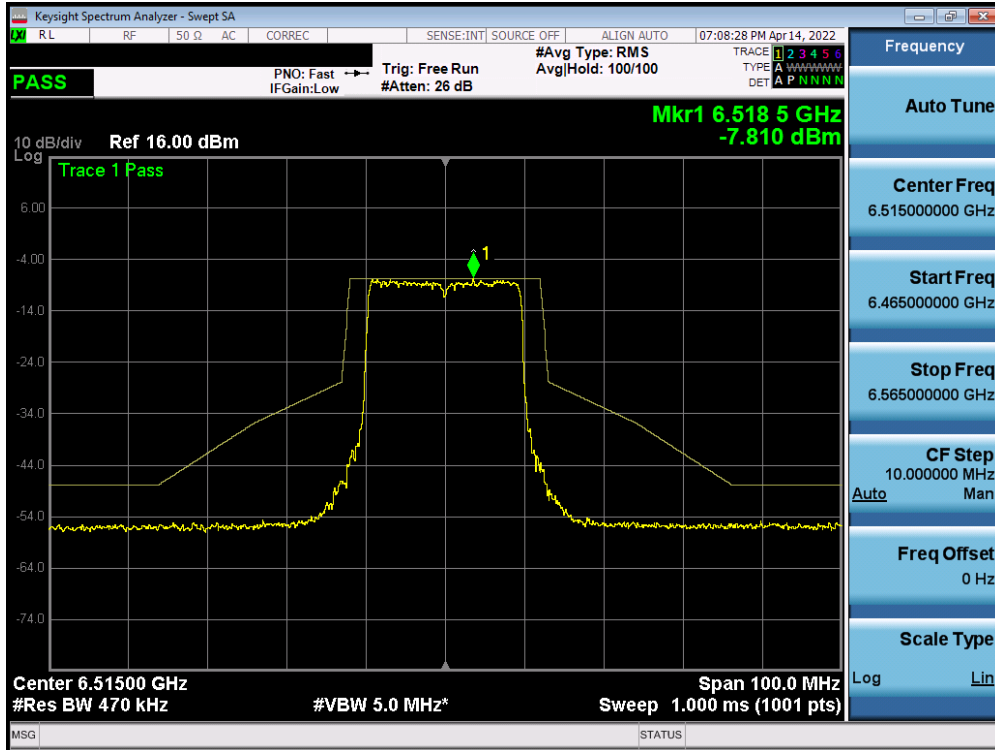 Keysight Spectrum Analyzer - Swept SA
LXI RL RF 50 Ω AC CORREC SENSE:INT SOURCE OFF ALIGN AUTO 07:08:28 PM Apr 14, 2022
PASS
PNO: Fast
IFGain:Low
Trig: Free Run
#Atten: 26 dB
#Avg Type: RMS
Avg|Hold: 100/100
TRACE 1 2 3 4 5 6
TYPE A WWWWW
DET A P N N N N
Mkr1 6.518 5 GHz
-7.810 dBm
10 dB/div Ref 16.00 dBm
Log
Trace 1 Pass
1
6.00
-4.00
-14.0
-24.0
-34.0
-44.0
-54.0
-64.0
-74.0
Center 6.51500 GHz Span 100.0 MHz
#Res BW 470 kHz #VBW 5.0 MHz* Sweep 1.000 ms (1001 pts)
MSG STATUS
Frequency
Auto Tune
Center Freq
6.515000000 GHz
Start Freq
6.465000000 GHz
Stop Freq
6.565000000 GHz
CF Step
10.000000 MHz
Auto Man
Freq Offset
0 Hz
Scale Type
Log Lin